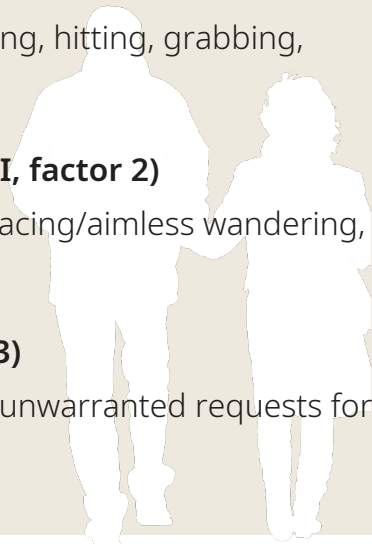 ng, hitting, grabbing,
I, factor 2)
acing/aimless wandering,
3)
unwarranted requests for